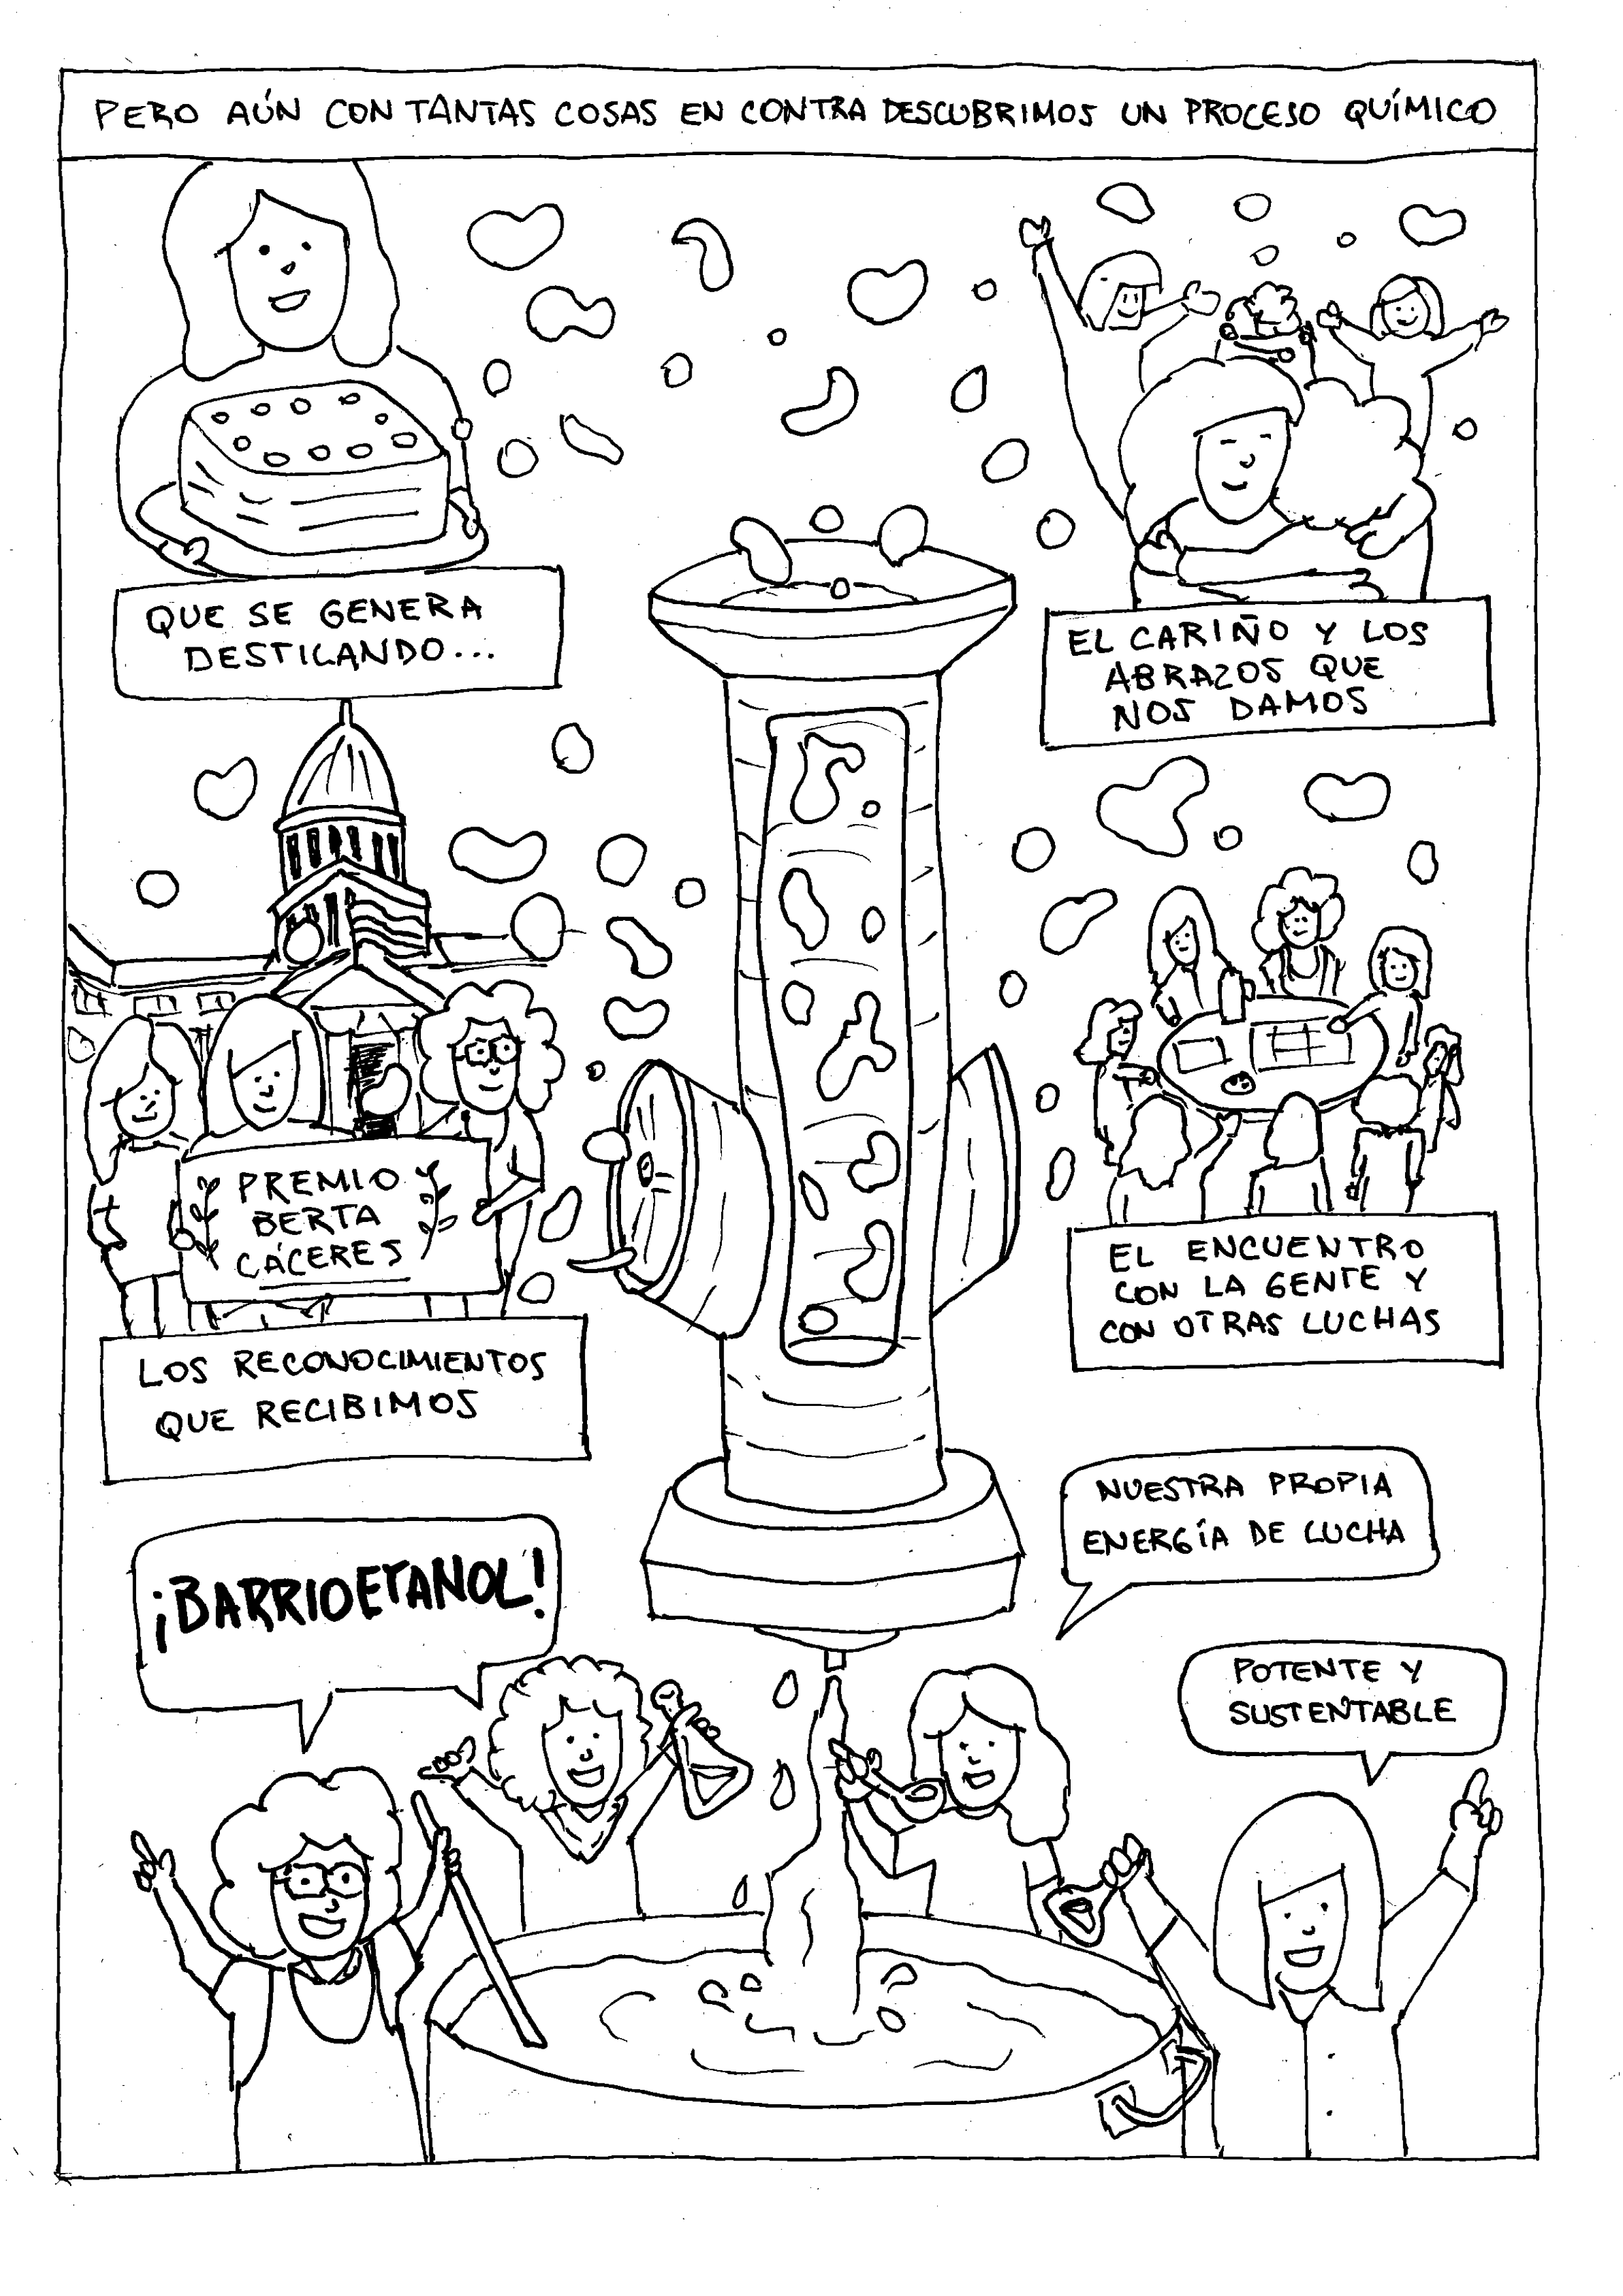 PERO AÚN CON TANTAS COSAS EN CONTRA DESCUBRIMOS UN PROCESO QUÍMICO
QUE SE GENERA
DESTILANDO...
EL CARIÑO Y LOS
ABRAZOS QUE
NOS DAMOS
PREMIO
BERTA
CÁCERES
LOS RECONOCIMIENTOS
QUE RECIBIMOS
EL ENCUENTRO
CON LA GENTE Y
CON OTRAS LUCHAS
¡BARRIOETANOL!
NUESTRA PROPIA
ENERGÍA DE LUCHA
POTENTE Y
SUSTENTABLE